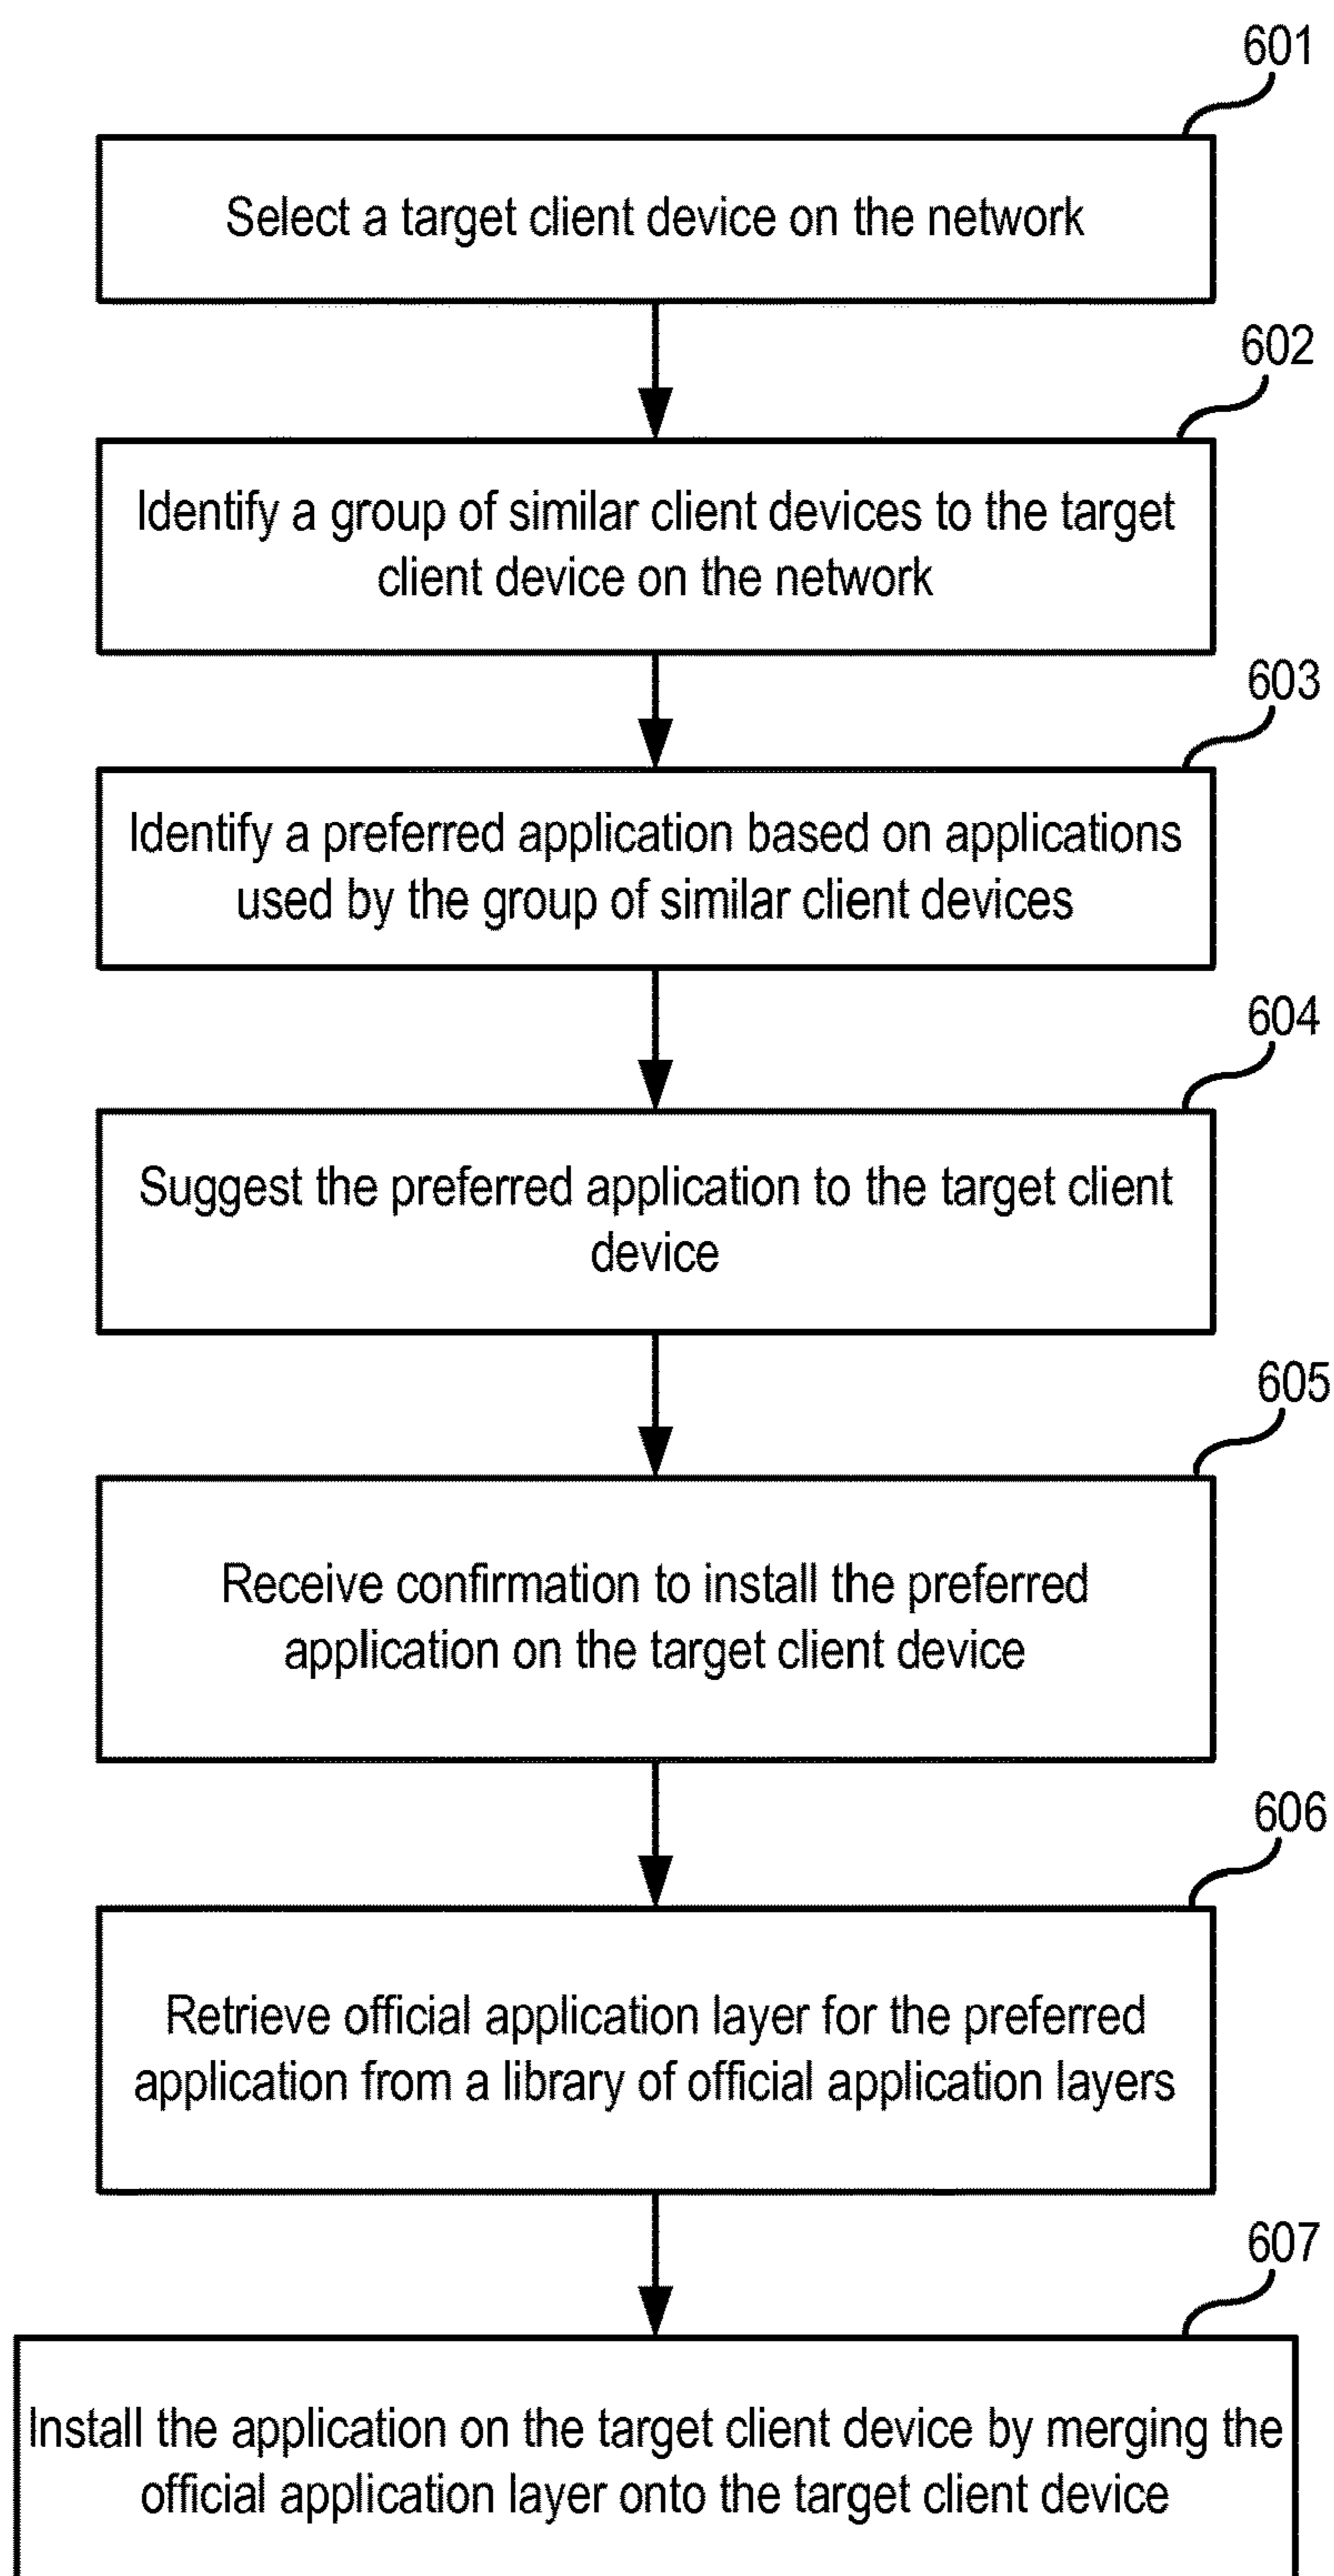 601
Select a target client device on the network
602
Identify a group of similar client devices to the target
client device on the network
603
Identify a preferred application based on applications
used by the group of similar client devices
604
Suggest the preferred application to the target client
device
605
Receive confirmation to install the preferred
application on the target client device
606
Retrieve official application layer for the preferred
application from a library of official application layers
607
Install the application on the target client device by merging the
official application layer onto the target client device